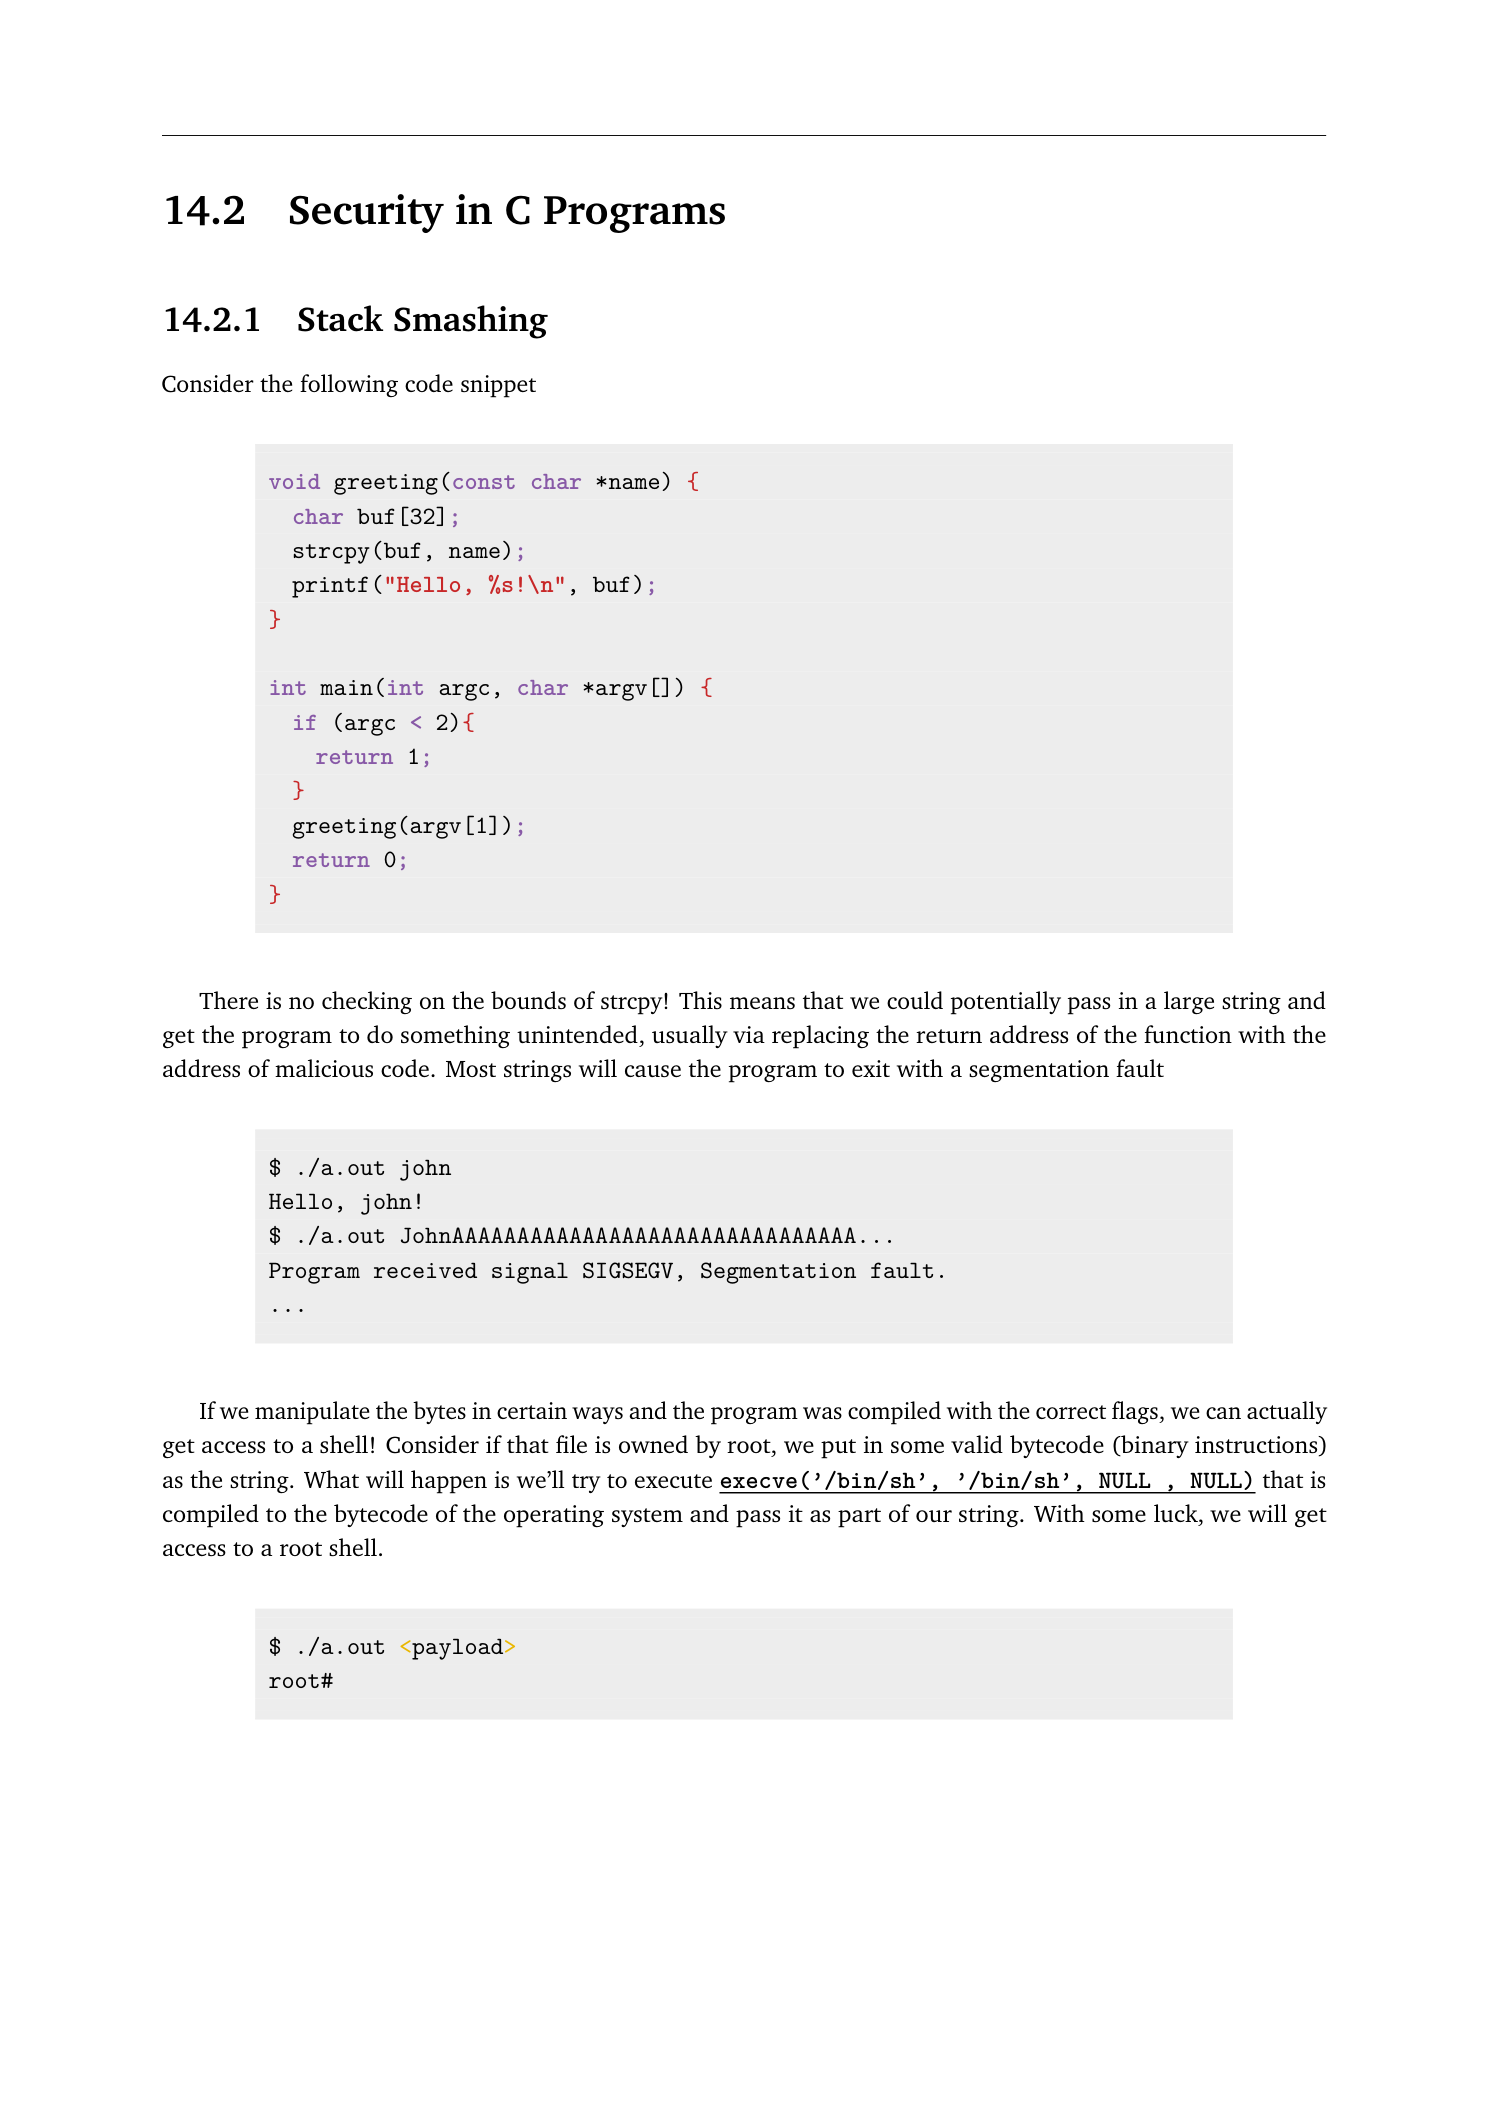 14.2 Security in C Programs
14.2.1 Stack Smashing
Consider the following code snippet
void greeting(const char *name) {
  char buf[32];
  strcpy(buf, name);
  printf("Hello, %s!\n", buf);
}
int main(int argc, char *argv[]) {
  if (argc < 2){
    return 1;
  }
  greeting(argv[1]);
  return 0;
}
There is no checking on the bounds of strcpy! This means that we could potentially pass in a large string and
get the program to do something unintended, usually via replacing the return address of the function with the
address of malicious code. Most strings will cause the program to exit with a segmentation fault
$ ./a.out john
Hello, john!
$ ./a.out JohnAAAAAAAAAAAAAAAAAAAAAAAAAAAAAAA...
Program received signal SIGSEGV, Segmentation fault.
...
If we manipulate the bytes in certain ways and the program was compiled with the correct flags, we can actually
get access to a shell! Consider if that file is owned by root, we put in some valid bytecode (binary instructions)
as the string. What will happen is we'll try to execute execve('/bin/sh', '/bin/sh', NULL , NULL) that is
compiled to the bytecode of the operating system and pass it as part of our string. With some luck, we will get
access to a root shell.
$ ./a.out <payload>
root#